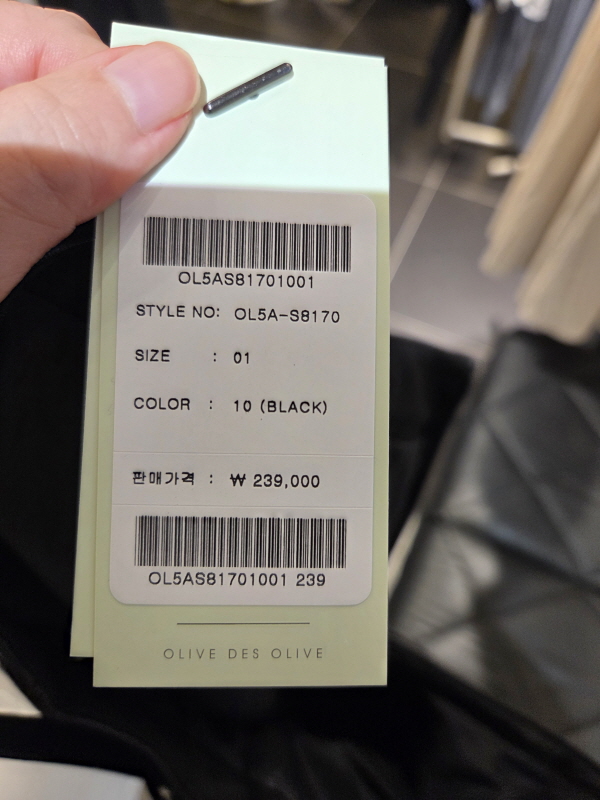 OL5AS81701001
STYLE NO: OL5A-S8170
SIZE : 01
COLOR : 10 (BLACK)
판매가격 : ₩ 239,000
OL5AS81701001 239
OLIVE DES OLIVE